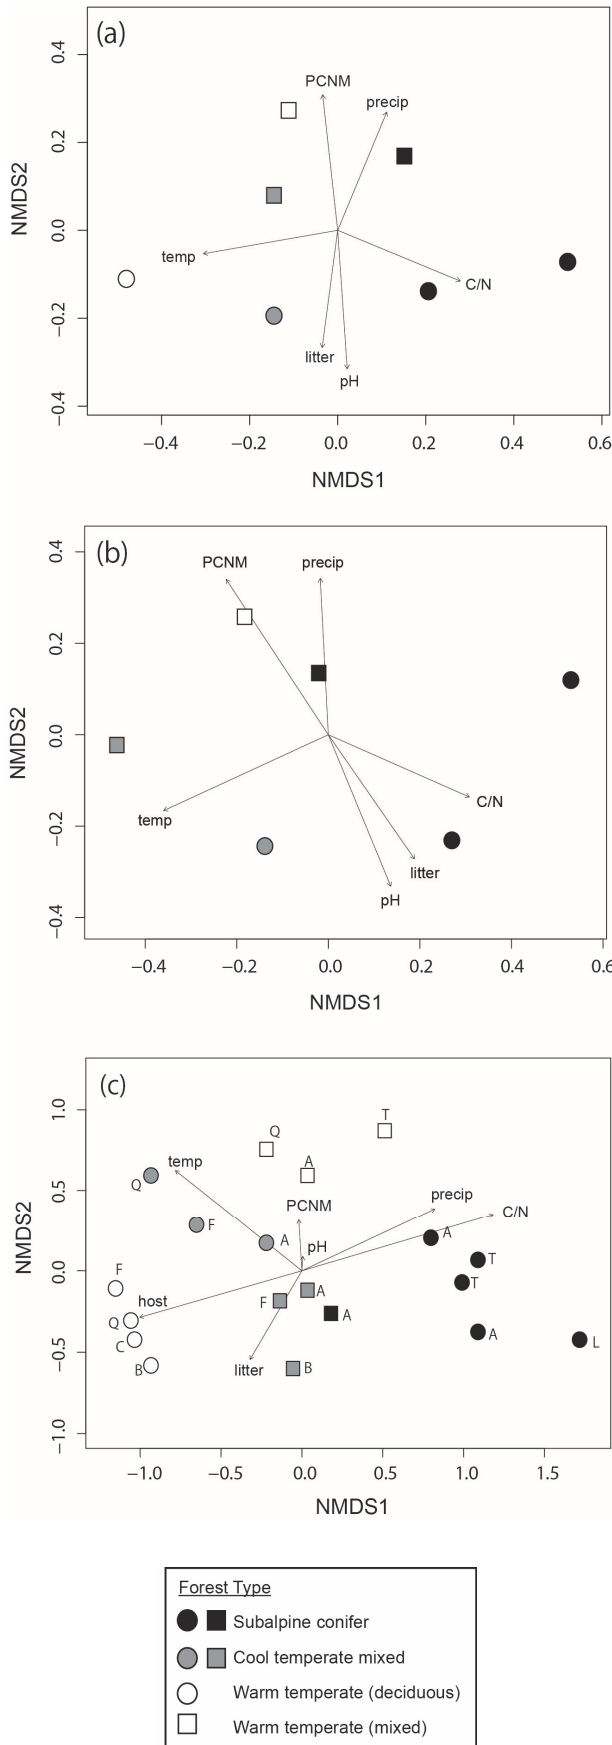 (a)
0.4
PCNM
precip
0.2
NMDS2
0.0
temp
C/N
−0.2
litter
pH
−0.4
−0.4 −0.2 0.0 0.2 0.4 0.6
NMDS1
(b)
0.4
PCNM precip
0.2
NMDS2
0.0
C/N
temp
−0.2
litter
pH
−0.4
−0.4 −0.2 0.0 0.2 0.4 0.6
NMDS1
(c)
1.0
T
Q
A
temp
Q
0.5
PCNM
precip
C/N
F
A
A
pH
T
NMDS2
0.0
F
T
host
A
F
A
Q
A
C
L
litter
B
B
−0.5
−1.0
−1.0 −0.5 0.0 0.5 1.0 1.5
NMDS1
Forest Type
Subalpine conifer
Cool temperate mixed
Warm temperate (deciduous)
Warm temperate (mixed)